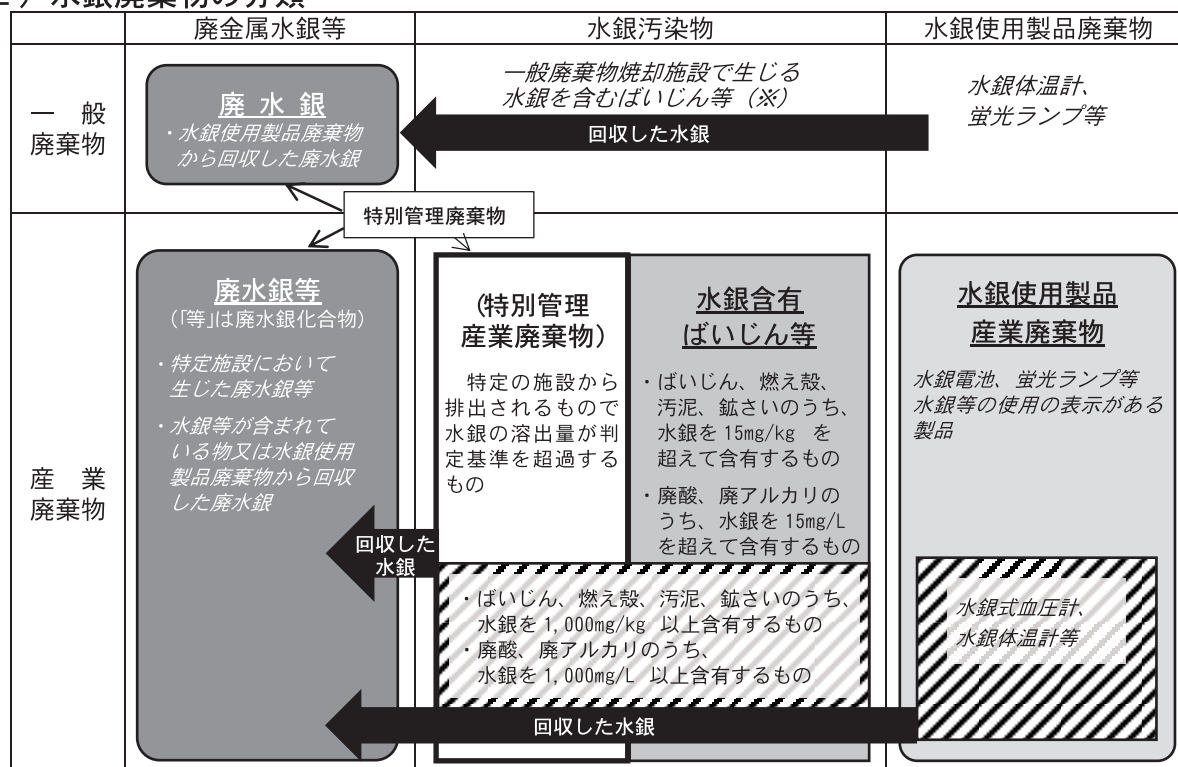 水銀廃棄物の分類
廃金属水銀等
水銀汚染物
水銀使用製品廃棄物
一　般
廃棄物
廃 水 銀
・水銀使用製品廃棄物
から回収した廃水銀
一般廃棄物焼却施設で生じる
水銀を含むばいじん等（※）
回収した水銀
水銀体温計、
蛍光ランプ等
特別管理廃棄物
産　業
廃棄物
廃水銀等
（「等」は廃水銀化合物）
・特定施設において
生じた廃水銀等
・水銀等が含まれて
いる物又は水銀使用
製品廃棄物から回収
した廃水銀
(特別管理
産業廃棄物)
特定の施設から
排出されるもので
水銀の溶出量が判
定基準を超過する
もの
水銀含有
ばいじん等
・ばいじん、燃え殻、
汚泥、鉱さいのうち、
水銀を 15mg/kg を
超えて含有するもの
・廃酸、廃アルカリの
うち、水銀を 15mg/L
を超えて含有するもの
水銀使用製品
産業廃棄物
水銀電池、蛍光ランプ等
水銀等の使用の表示がある
製品
回収した
水銀
・ばいじん、燃え殻、汚泥、鉱さいのうち、
水銀を 1,000mg/kg 以上含有するもの
・廃酸、廃アルカリのうち、
水銀を 1,000mg/L 以上含有するもの
水銀式血圧計、
水銀体温計等
回収した水銀